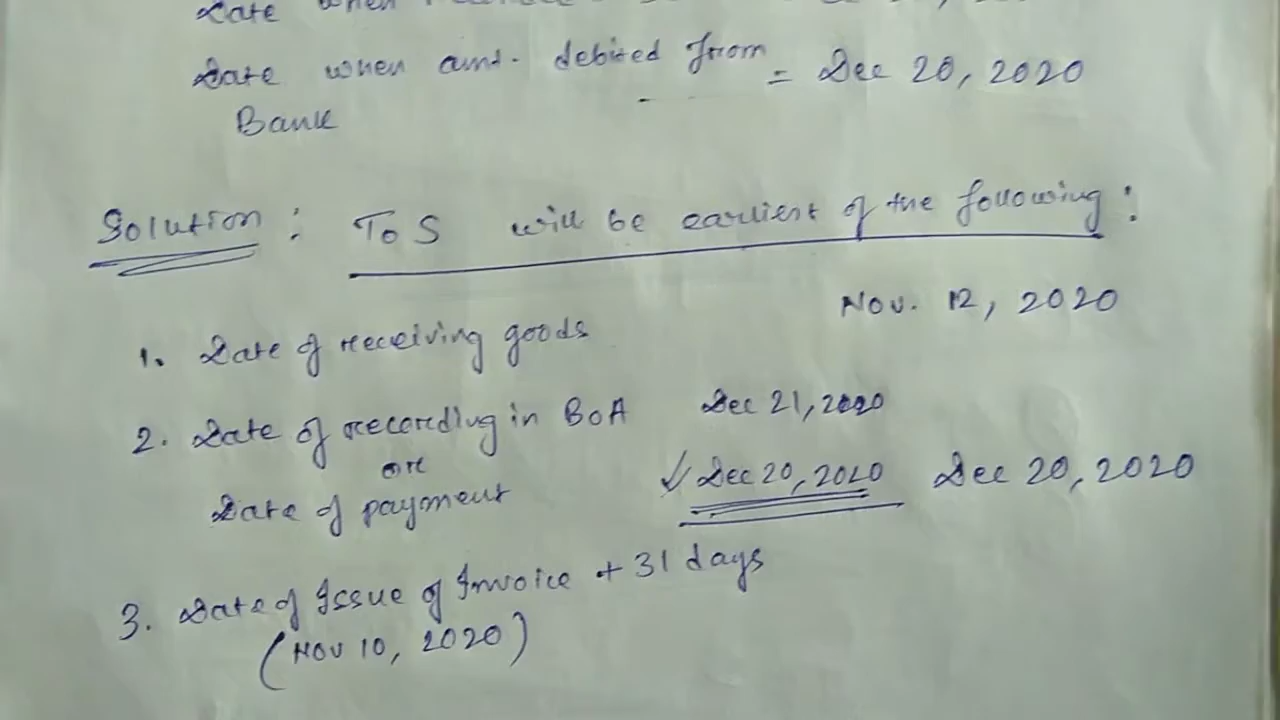 Date when
Date when amt. debited from = Dec 20, 2020
Bank
Solution : ToS will be earliest of the following :
1. Date of receiving goods Nov. 12, 2020
2. Date of recording in BoA Dec 21, 2020
or
Date of payment ✓ Dec 20, 2020 Dec 20, 2020
3. Date of Issue of Invoice + 31 days
(Nov 10, 2020)